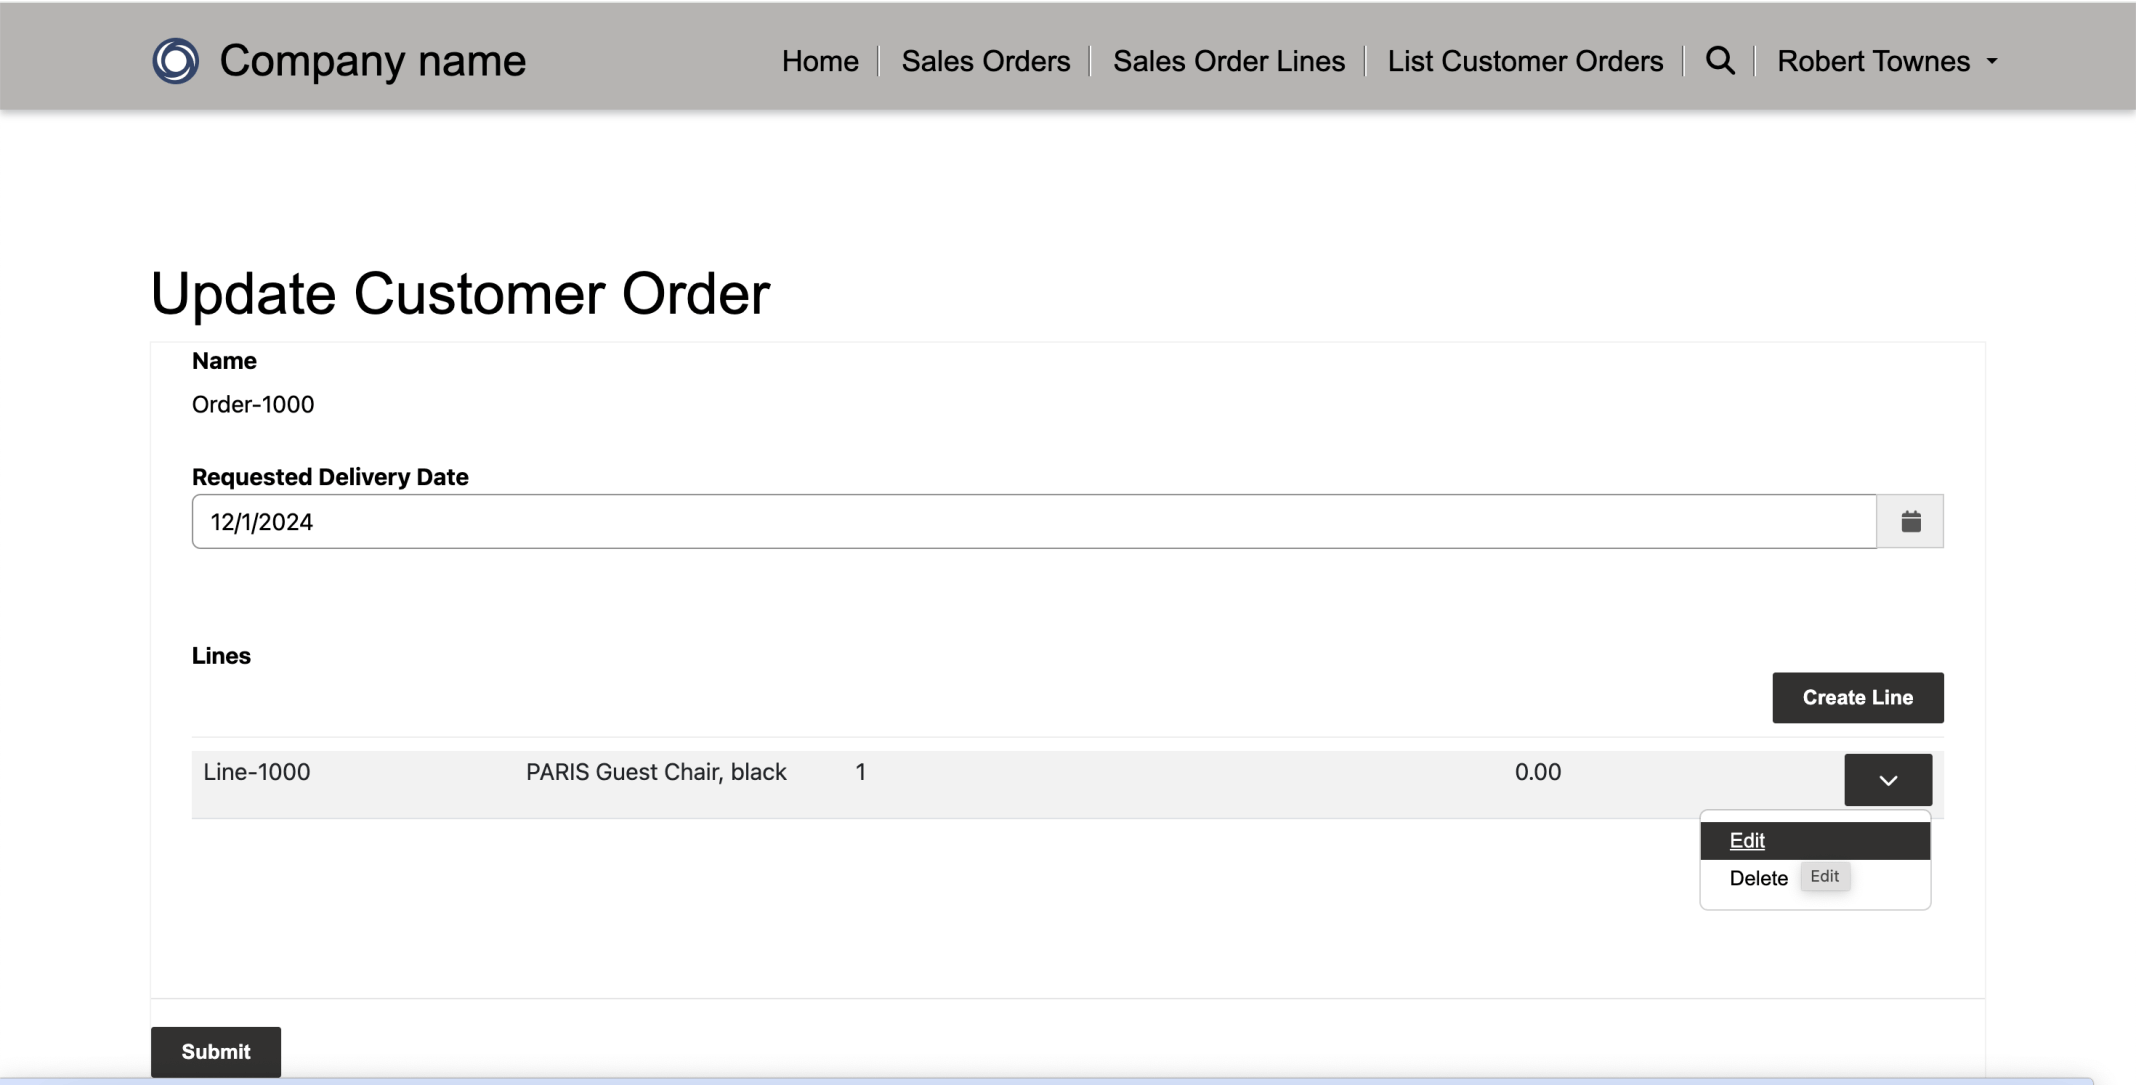 Company name
Home
Sales Orders
Sales Order Lines
List Customer Orders
Robert Townes
Update Customer Order
Name
Order-1000
Requested Delivery Date
12/1/2024
Lines
Create Line
Line-1000 PARIS Guest Chair, black 1 0.00
Edit
Delete
Edit
Submit